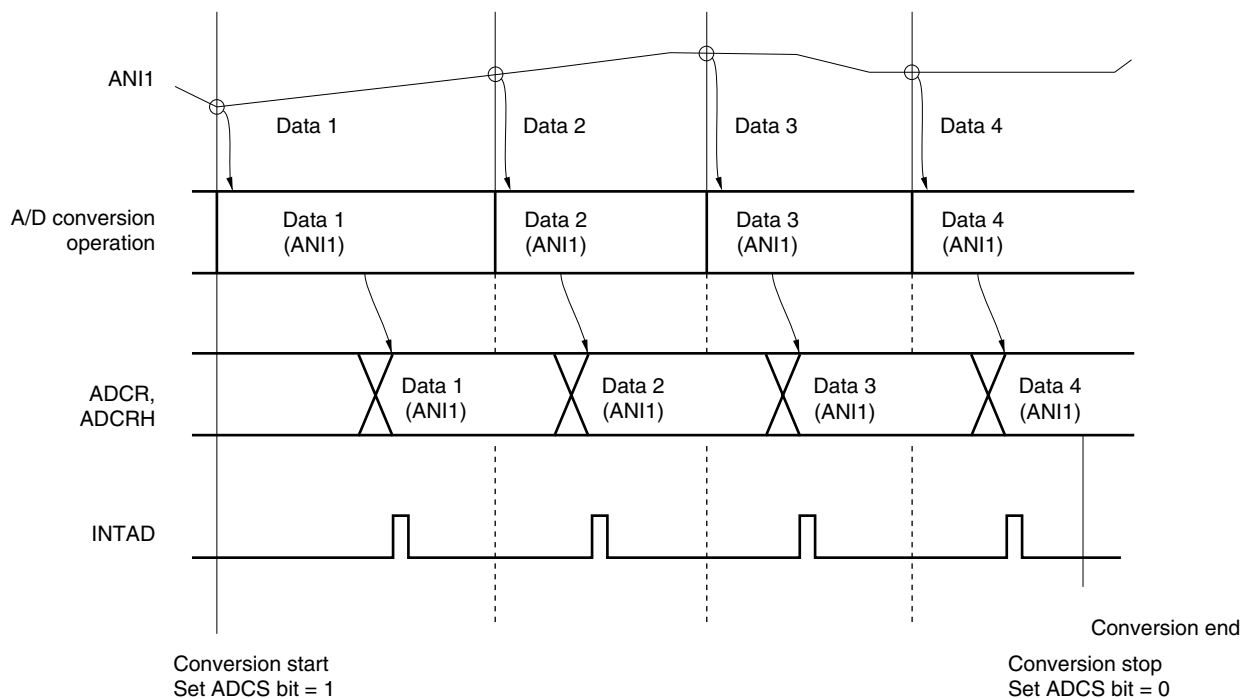 ANI1
Data 1
Data 2
Data 3
Data 4
A/D conversion
operation
Data 1
(ANI1)
Data 2
(ANI1)
Data 3
(ANI1)
Data 4
(ANI1)
ADCR,
ADCRH
Data 1
(ANI1)
Data 2
(ANI1)
Data 3
(ANI1)
Data 4
(ANI1)
INTAD
Conversion end
Conversion start
Set ADCS bit = 1
Conversion stop
Set ADCS bit = 0